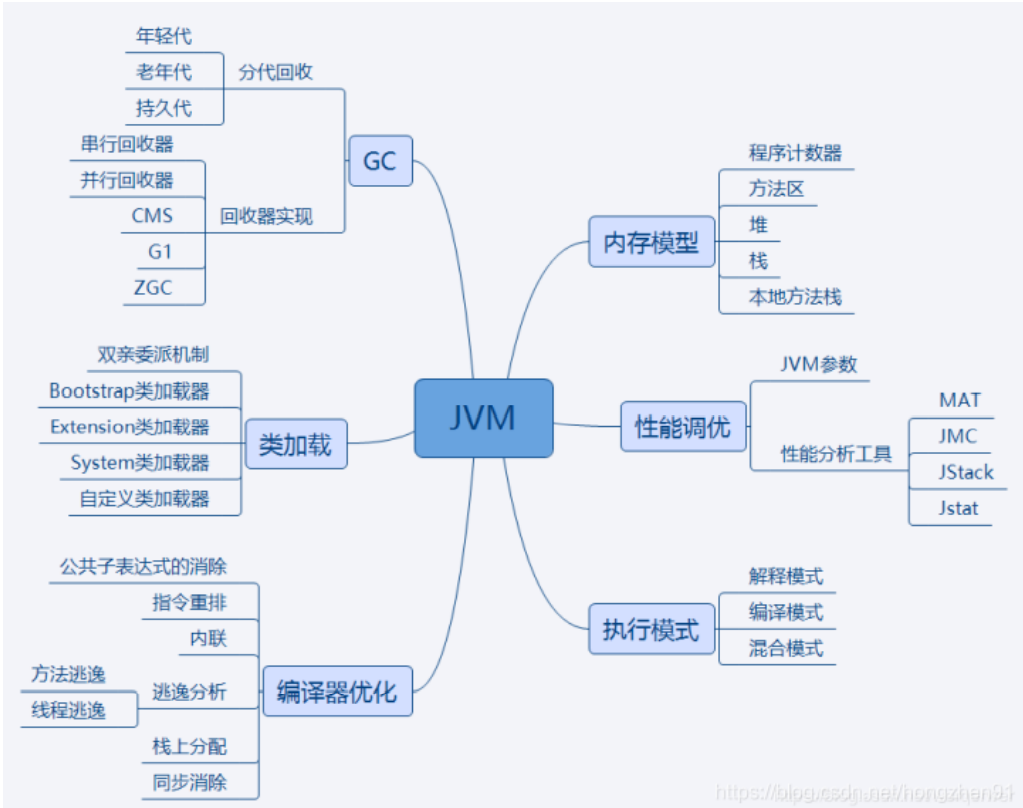 JVM
GC
分代回收
年轻代
老年代
持久代
回收器实现
串行回收器
并行回收器
CMS
G1
ZGC
类加载
双亲委派机制
Bootstrap类加载器
Extension类加载器
System类加载器
自定义类加载器
编译器优化
公共子表达式的消除
指令重排
内联
逃逸分析
方法逃逸
线程逃逸
栈上分配
同步消除
内存模型
程序计数器
方法区
堆
栈
本地方法栈
性能调优
JVM参数
性能分析工具
MAT
JMC
JStack
Jstat
执行模式
解释模式
编译模式
混合模式
https://blog.csdn.net/hongzhen91